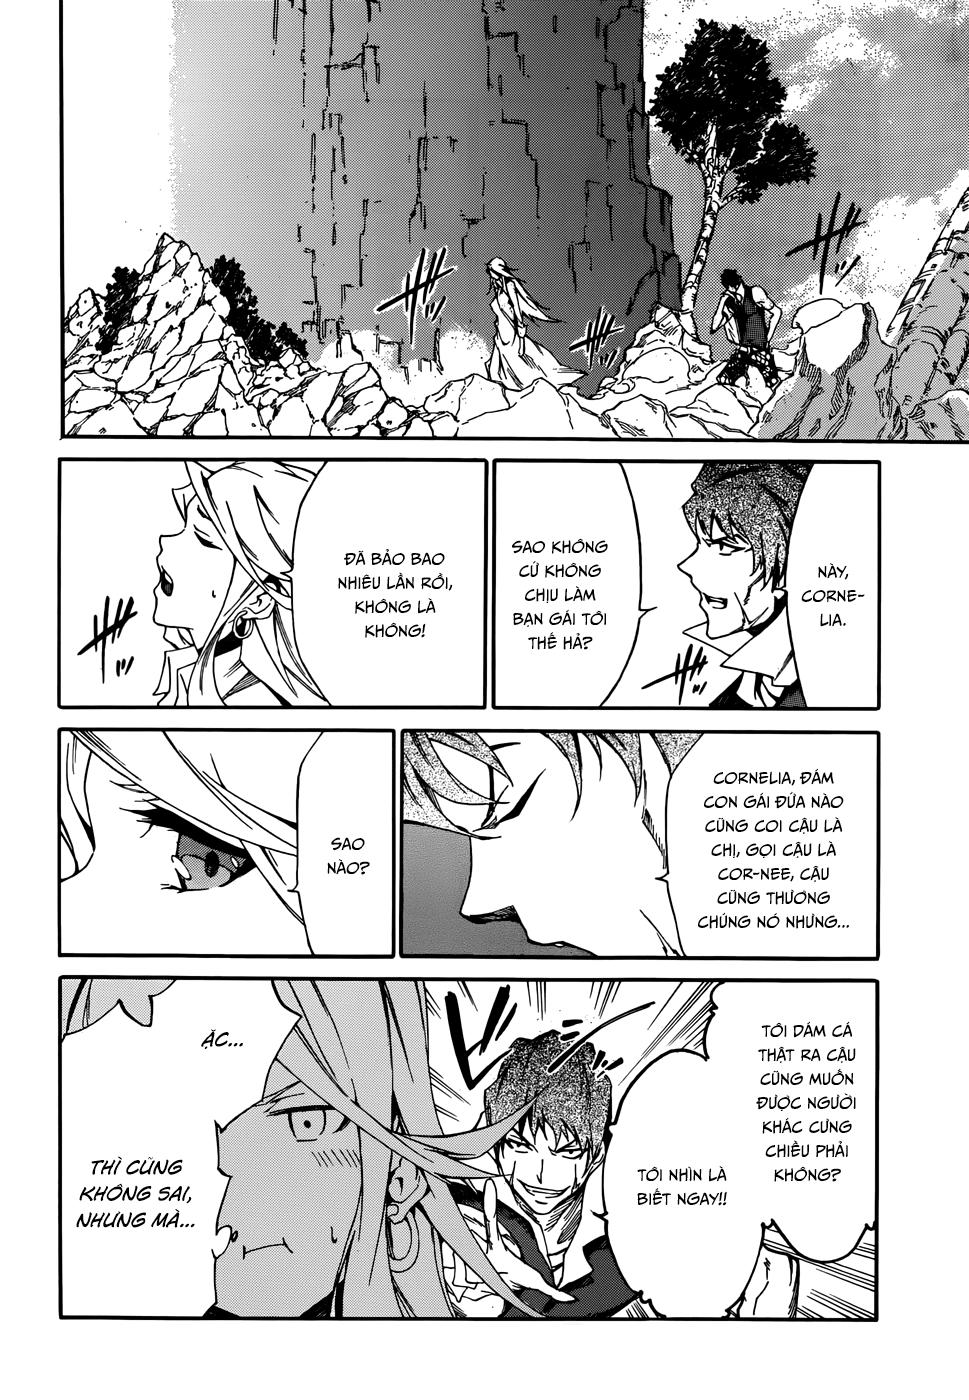 NÀY,
CORNE-
LIA.
SAO KHÔNG
CỨ KHÔNG
CHỊU LÀM
BẠN GÁI TÔI
THẾ HẢ?
ĐÃ BẢO BAO
NHIÊU LẦN RỒI,
KHÔNG LÀ
KHÔNG!
CORNELIA, ĐÁM
CON GÁI ĐỨA NÀO
CŨNG COI CẬU LÀ
CHỊ, GỌI CẬU LÀ
COR-NEE, CẬU
CŨNG THƯƠNG
CHÚNG NÓ NHƯNG...
SAO
NÀO?
TÔI DÁM CÁ
THẬT RA CẬU
CŨNG MUỐN
ĐƯỢC NGƯỜI
KHÁC CƯNG
CHIỀU PHẢI
KHÔNG?
TÔI NHÌN LÀ
BIẾT NGAY!!
ẶC...
THÌ CŨNG
KHÔNG SAI,
NHƯNG MÀ...